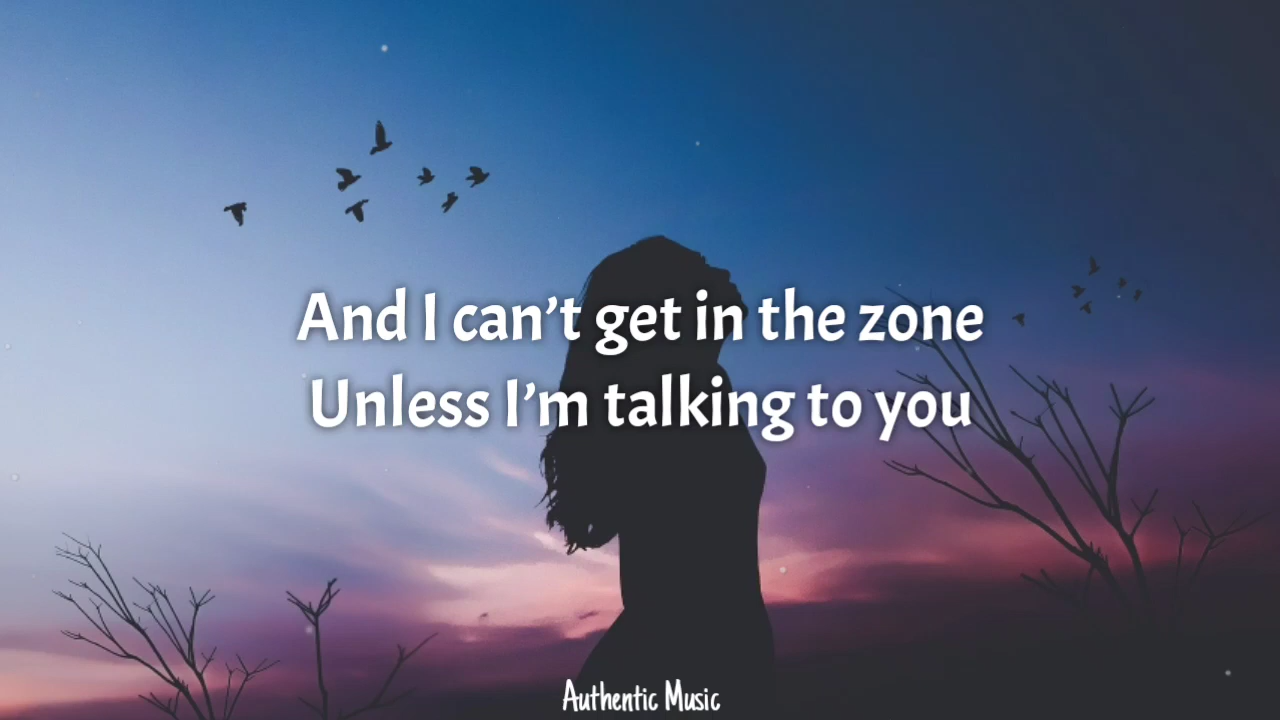 And I can’t get in the zone
Unless I’m talking to you
Authentic Music